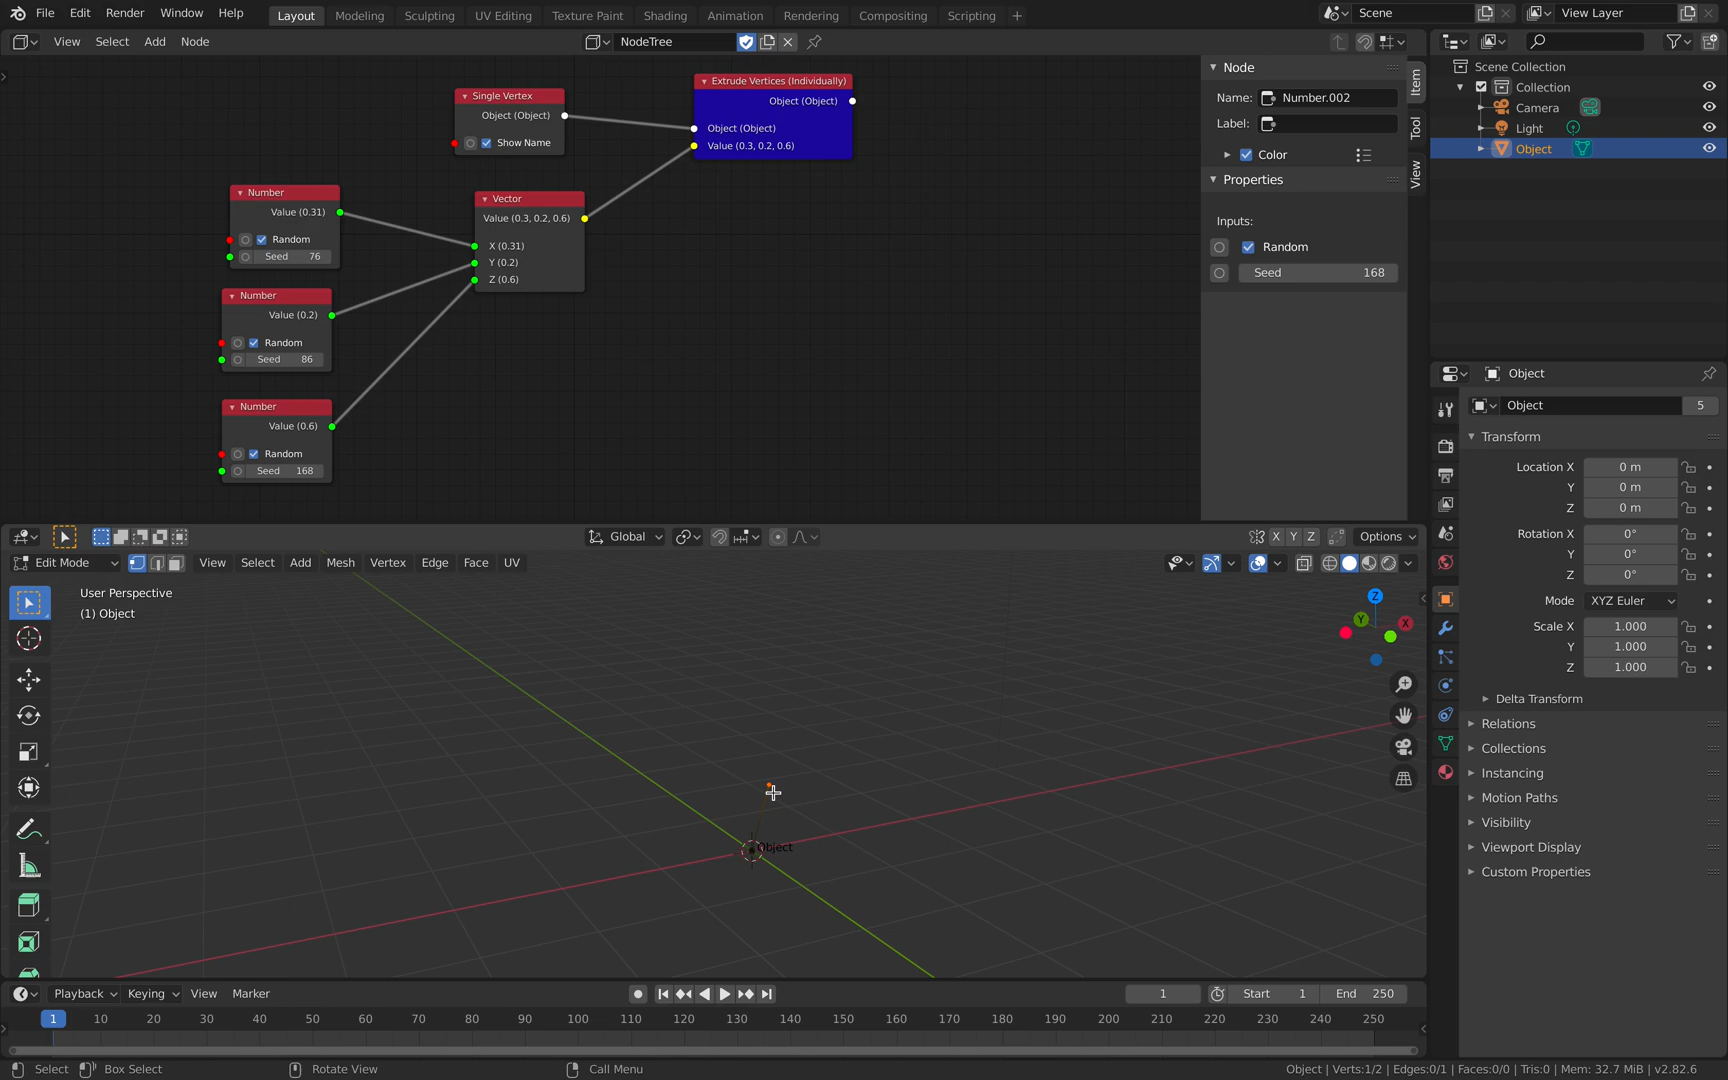 File Edit Render Window Help Layout Modeling Sculpting UV Editing Texture Paint Shading Animation Rendering Compositing Scripting Scene View Layer
View Select Add Node NodeTree
Extrude Vertices (Individually)
Object (Object)
Object (Object)
Value (0.3, 0.2, 0.6)
Single Vertex
Object (Object)
Show Name
Number
Value (0.31)
Random
Seed 76
Vector
Value (0.3, 0.2, 0.6)
X (0.31)
Y (0.2)
Z (0.6)
Number
Value (0.2)
Random
Seed 86
Number
Value (0.6)
Random
Seed 168
Node
Name: Number.002
Label:
Color
Properties
Inputs:
Random
Seed 168
Item
Tool
View
Scene Collection
Collection
Camera
Light
Object
Object
Object 5
Transform
Location X 0 m
Y 0 m
Z 0 m
Rotation X 0°
Y 0°
Z 0°
Mode XYZ Euler
Scale X 1.000
Y 1.000
Z 1.000
Delta Transform
Relations
Collections
Instancing
Motion Paths
Visibility
Viewport Display
Custom Properties
Global X Y Z Options
Edit Mode View Select Add Mesh Vertex Edge Face UV
User Perspective
(1) Object
Z
Y X
Object
Playback Keying View Marker 1 Start 1 End 250
1 10 20 30 40 50 60 70 80 90 100 110 120 130 140 150 160 170 180 190 200 210 220 230 240 250
Select Box Select Rotate View Call Menu Object | Verts:1/2 | Edges:0/1 | Faces:0/0 | Tris:0 | Mem: 32.7 MiB | v2.82.6